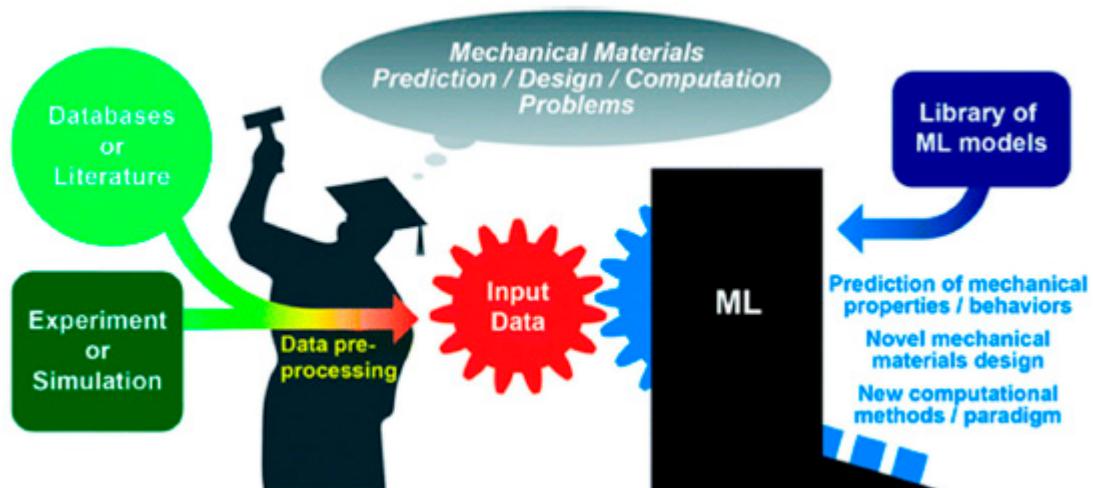 Mechanical Materials
Prediction / Design / Computation
Problems
Databases
or
Literature
Library of
ML models
Experiment
or
Simulation
Data pre-
processing
Input
Data
ML
Prediction of mechanical
properties / behaviors
Novel mechanical
materials design
New computational
methods / paradigm